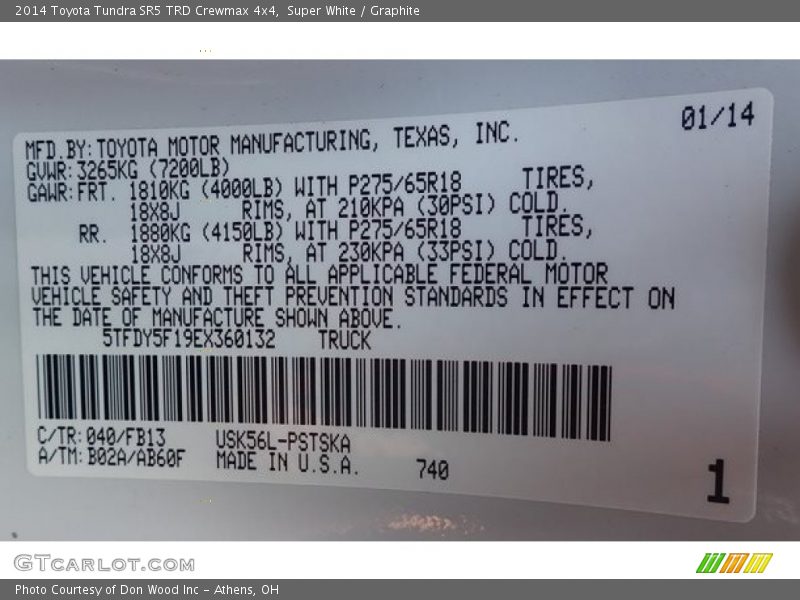 2014 Toyota Tundra SR5 TRD Crewmax 4x4,  Super White / Graphite
01/14
MFD.BY:TOYOTA MOTOR MANUFACTURING, TEXAS, INC.
GVWR:3265KG (7200LB)
GAWR:FRT. 1810KG (4000LB) WITH P275/65R18 TIRES,
18X8J RIMS, AT 210KPA (30PSI) COLD.
RR. 1880KG (4150LB) WITH P275/65R18 TIRES,
18X8J RIMS, AT 230KPA (33PSI) COLD.
THIS VEHICLE CONFORMS TO ALL APPLICABLE FEDERAL MOTOR
VEHICLE SAFETY AND THEFT PREVENTION STANDARDS IN EFFECT ON
THE DATE OF MANUFACTURE SHOWN ABOVE.
5TFDY5F19EX360132 TRUCK
C/TR:040/FB13 USK56L-PSTSKA
A/TM:B02A/AB60F MADE IN U.S.A. 740
1
GTCARLOT.COM
Photo Courtesy of Don Wood Inc - Athens, OH